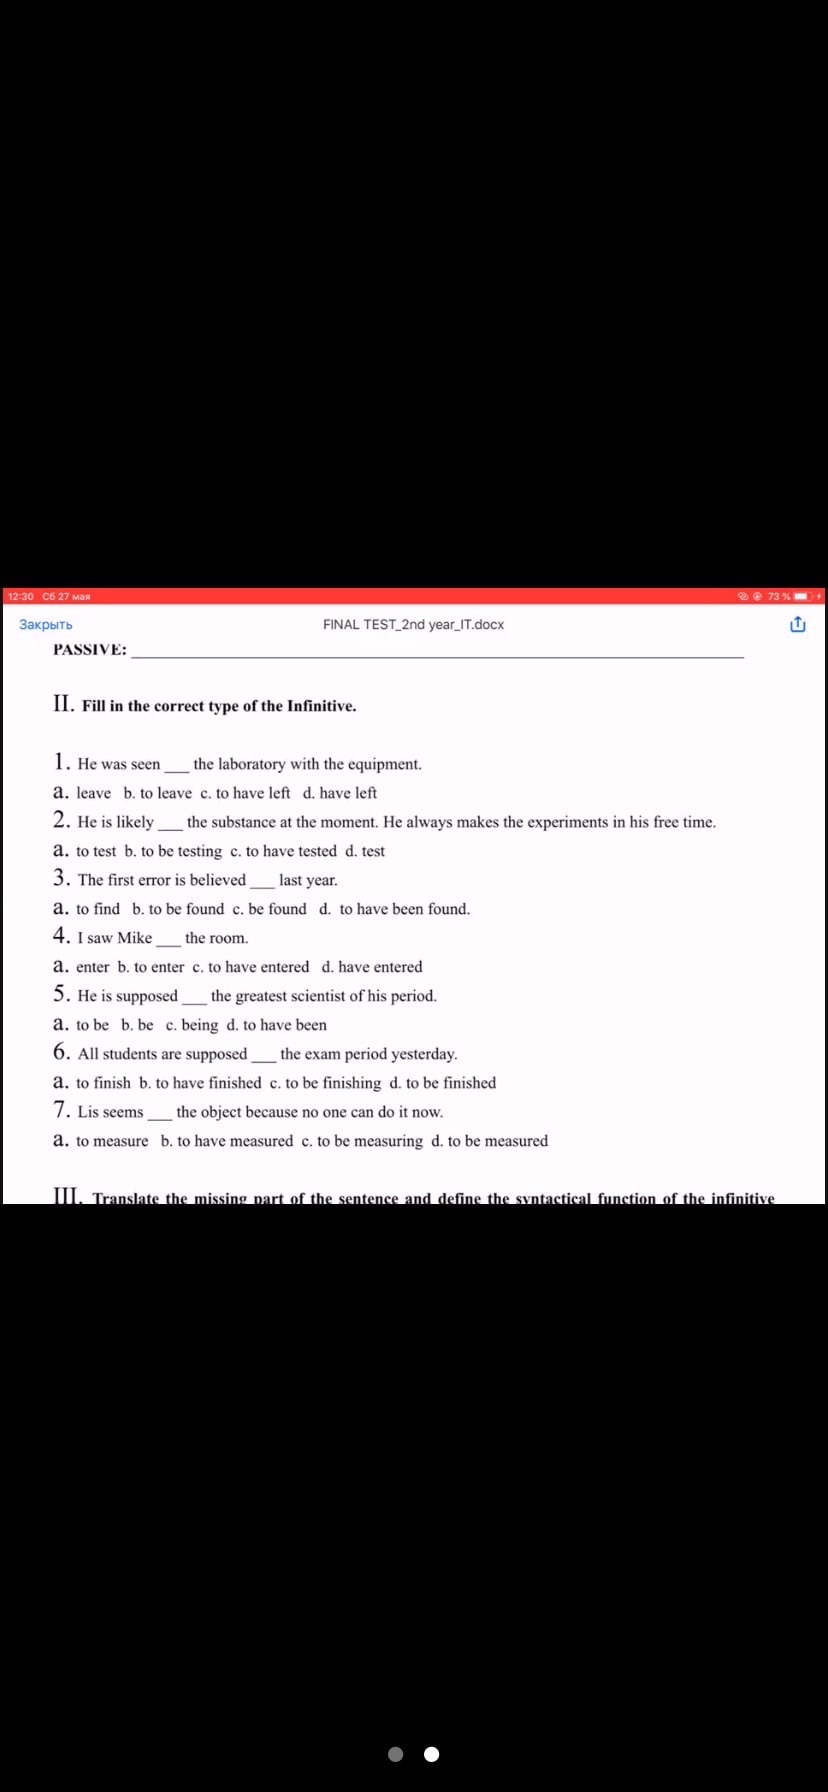 12:30 Сб 27 мая 73 %
Закрыть FINAL TEST_2nd year_IT.docx
PASSIVE: ____
II. Fill in the correct type of the Infinitive.
1. He was seen ___ the laboratory with the equipment.
a. leave b. to leave c. to have left d. have left
2. He is likely ___ the substance at the moment. He always makes the experiments in his free time.
a. to test b. to be testing c. to have tested d. test
3. The first error is believed ___ last year.
a. to find b. to be found c. be found d. to have been found.
4. I saw Mike ___ the room.
a. enter b. to enter c. to have entered d. have entered
5. He is supposed ___ the greatest scientist of his period.
a. to be b. be c. being d. to have been
6. All students are supposed ___ the exam period yesterday.
a. to finish b. to have finished c. to be finishing d. to be finished
7. Lis seems ___ the object because no one can do it now.
a. to measure b. to have measured c. to be measuring d. to be measured
III. Translate the missing part of the sentence and define the syntactical function of the infinitive